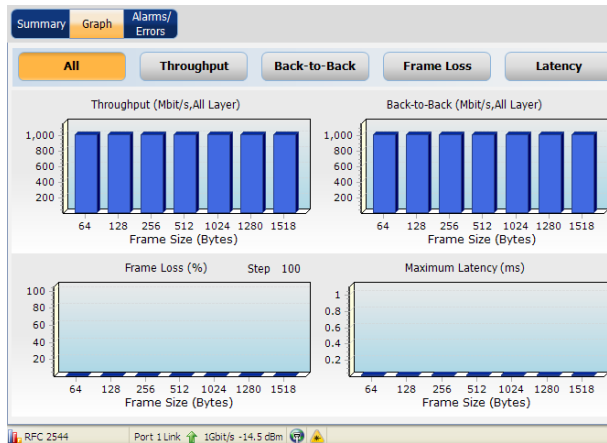 Summary Graph Alarms/ Errors
All Throughput Back-to-Back Frame Loss Latency
Throughput (Mbit/s,All Layer)
1,000
800
600
400
200
64 128 256 512 1024 1280 1518
Frame Size (Bytes)
Back-to-Back (Mbit/s,All Layer)
1,000
800
600
400
200
64 128 256 512 1024 1280 1518
Frame Size (Bytes)
Frame Loss (%) Step 100
100
80
60
40
20
64 128 256 512 1024 1280 1518
Frame Size (Bytes)
Maximum Latency (ms)
1
0.8
0.6
0.4
0.2
64 128 256 512 1024 1280 1518
Frame Size (Bytes)
RFC 2544 Port 1 Link 1Gbit/s -14.5 dBm